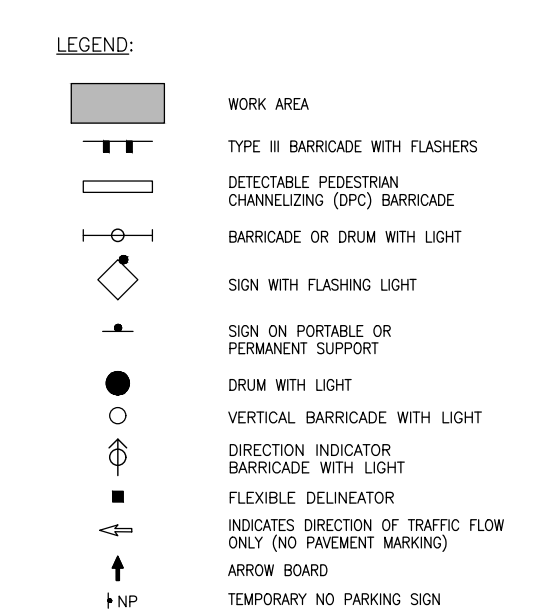 LEGEND:
WORK AREA
TYPE III BARRICADE WITH FLASHERS
DETECTABLE PEDESTRIAN
CHANNELIZING (DPC) BARRICADE
BARRICADE OR DRUM WITH LIGHT
SIGN WITH FLASHING LIGHT
SIGN ON PORTABLE OR
PERMANENT SUPPORT
DRUM WITH LIGHT
VERTICAL BARRICADE WITH LIGHT
DIRECTION INDICATOR
BARRICADE WITH LIGHT
FLEXIBLE DELINEATOR
INDICATES DIRECTION OF TRAFFIC FLOW
ONLY (NO PAVEMENT MARKING)
ARROW BOARD
NP TEMPORARY NO PARKING SIGN